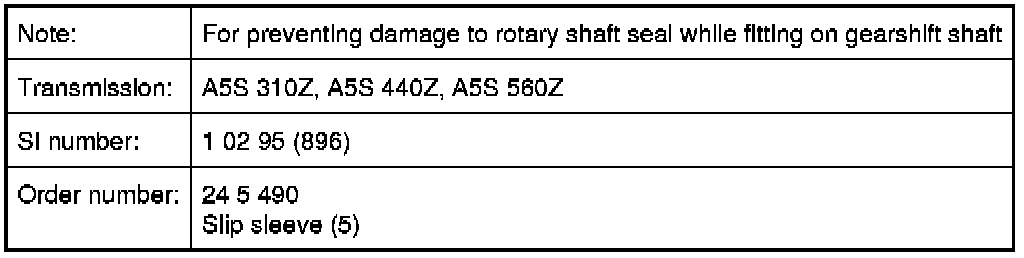 Note: For preventing damage to rotary shaft seal while fitting on gearshift shaft
Transmission: A5S 310Z, A5S 440Z, A5S 560Z
SI number: 1 02 95 (896)
Order number: 24 5 490
Slip sleeve (5)